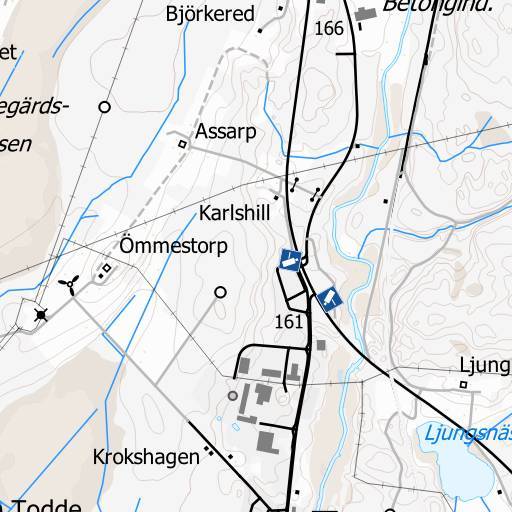 Betongind.
Björkered
166
et
egärds-
Assarp
sen
Karlshill
Ömmestorp
161
Ljung
Ljungsnäs
Krokshagen
Todde